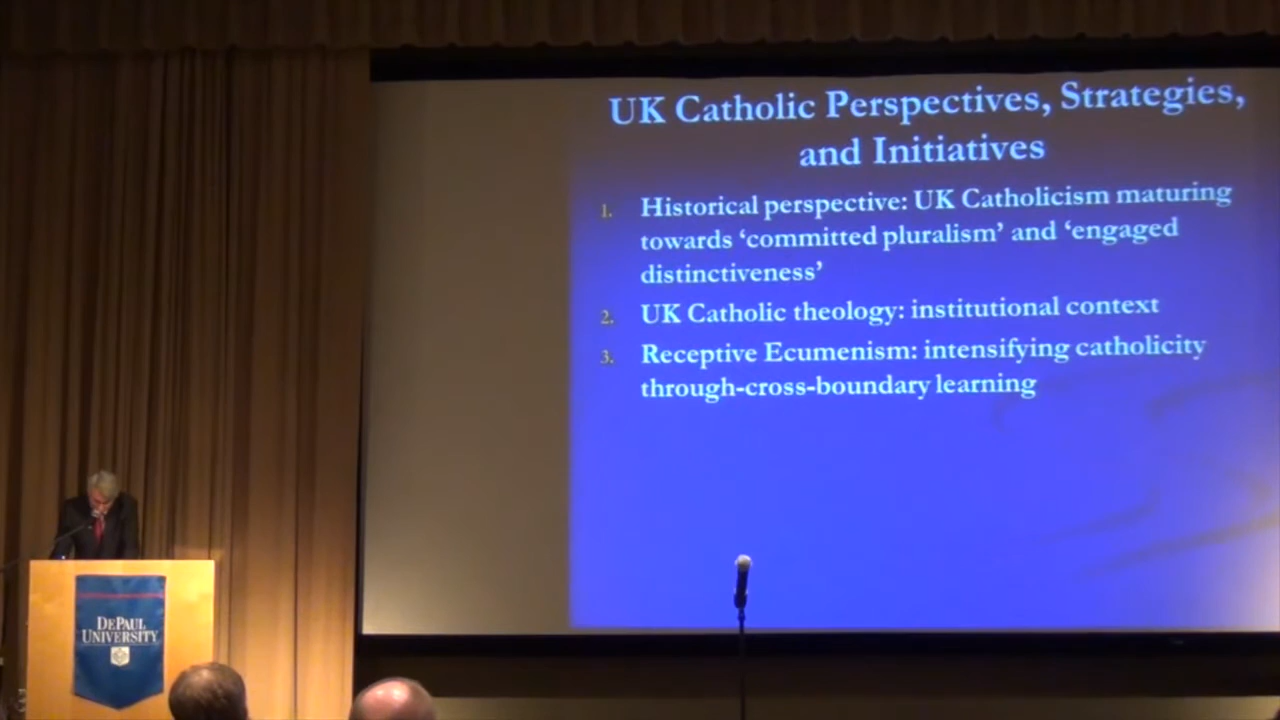 UK Catholic Perspectives, Strategies,
and Initiatives
1. Historical perspective: UK Catholicism maturing
towards ‘committed pluralism’ and ‘engaged
distinctiveness’
2. UK Catholic theology: institutional context
3. Receptive Ecumenism: intensifying catholicity
through-cross-boundary learning
DEPAUL
UNIVERSITY